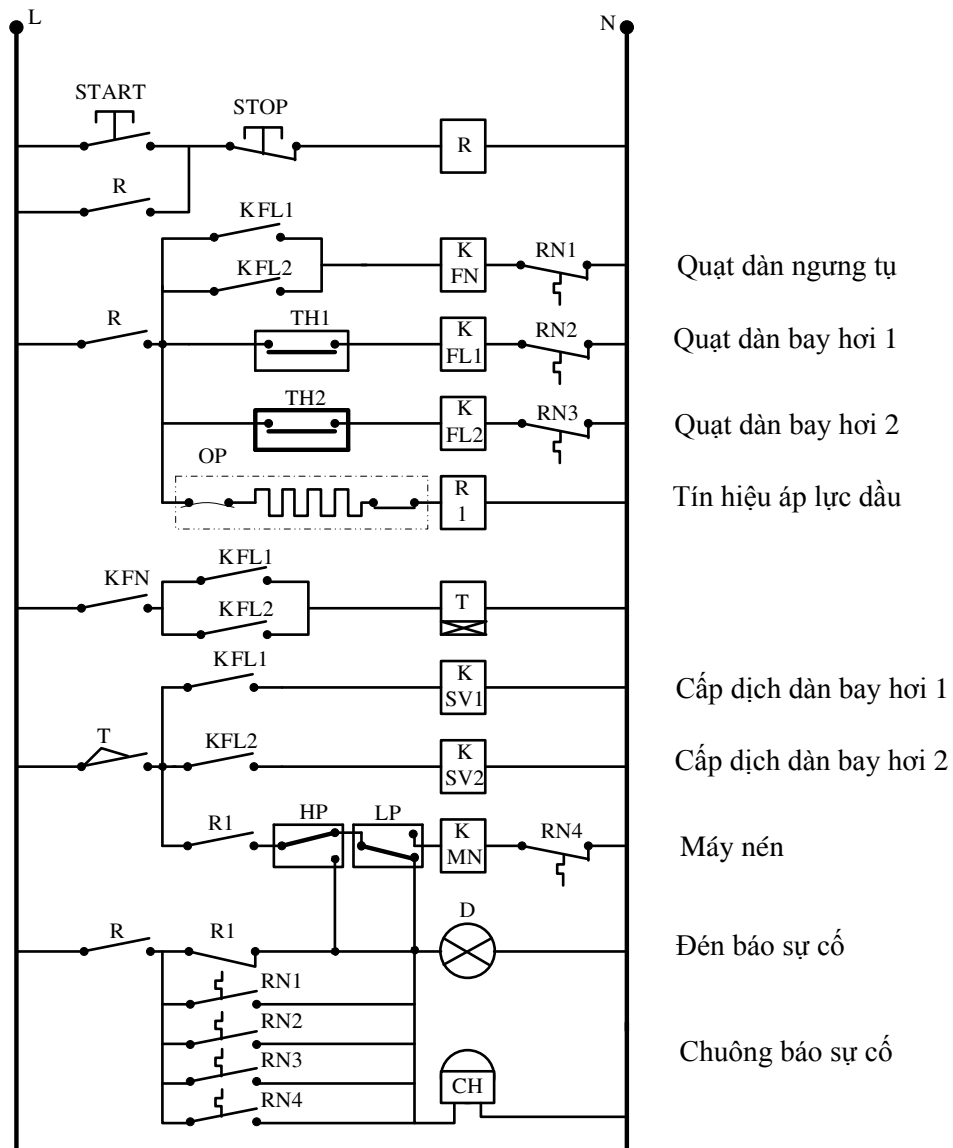 L N
START
STOP
R
R
KFL1
K FN
RN1
Quạt dàn ngưng tụ
KFL2
R
TH1
K FL1
RN2
Quạt dàn bay hơi 1
TH2
K FL2
RN3
Quạt dàn bay hơi 2
OP
R 1
Tín hiệu áp lực dầu
KFN
KFL1
KFL2
T
KFL1
K SV1
Cấp dịch dàn bay hơi 1
T
KFL2
K SV2
Cấp dịch dàn bay hơi 2
R1
HP
LP
K MN
RN4
Máy nén
R
R1
D
Đén báo sự cố
RN1
RN2
RN3
RN4
CH
Chuông báo sự cố